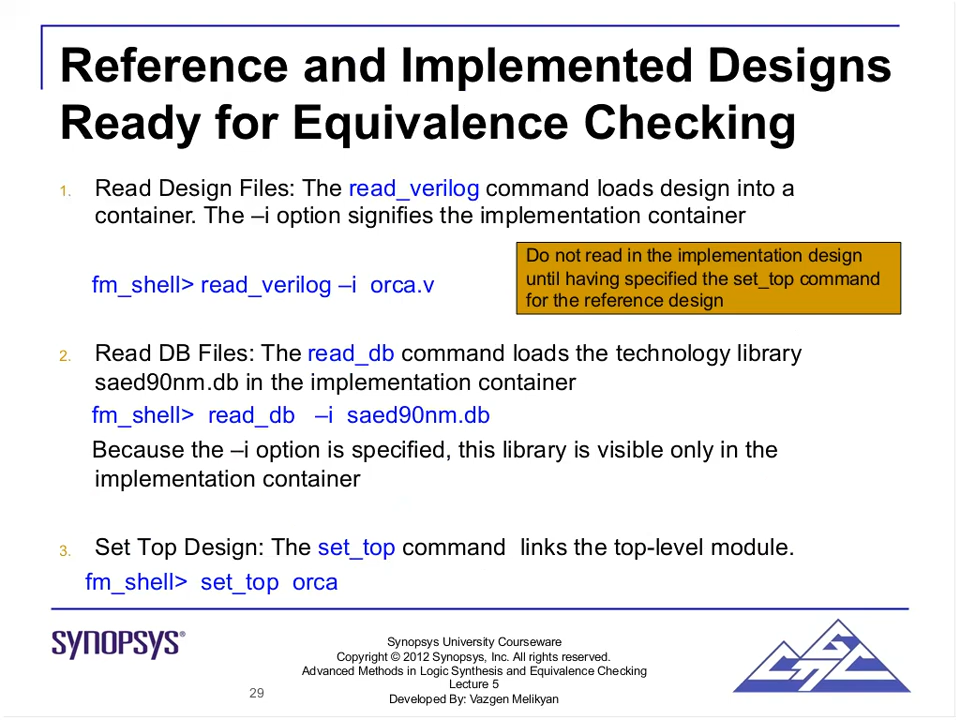 Reference and Implemented Designs
Ready for Equivalence Checking
1. Read Design Files: The read_verilog command loads design into a
container. The –i option signifies the implementation container
Do not read in the implementation design
until having specified the set_top command
for the reference design
fm_shell> read_verilog –i orca.v
2. Read DB Files: The read_db command loads the technology library
saed90nm.db in the implementation container
fm_shell> read_db –i saed90nm.db
Because the –i option is specified, this library is visible only in the
implementation container
3. Set Top Design: The set_top command links the top-level module.
fm_shell> set_top orca
SYNOPSYS®
Synopsys University Courseware
Copyright © 2012 Synopsys, Inc. All rights reserved.
Advanced Methods in Logic Synthesis and Equivalence Checking
Lecture 5
Developed By: Vazgen Melikyan
29